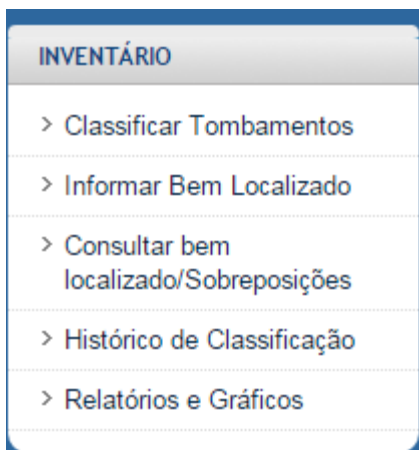 INVENTÁRIO
> Classificar Tombamentos
> Informar Bem Localizado
> Consultar bem
localizado/Sobreposições
> Histórico de Classificação
> Relatórios e Gráficos